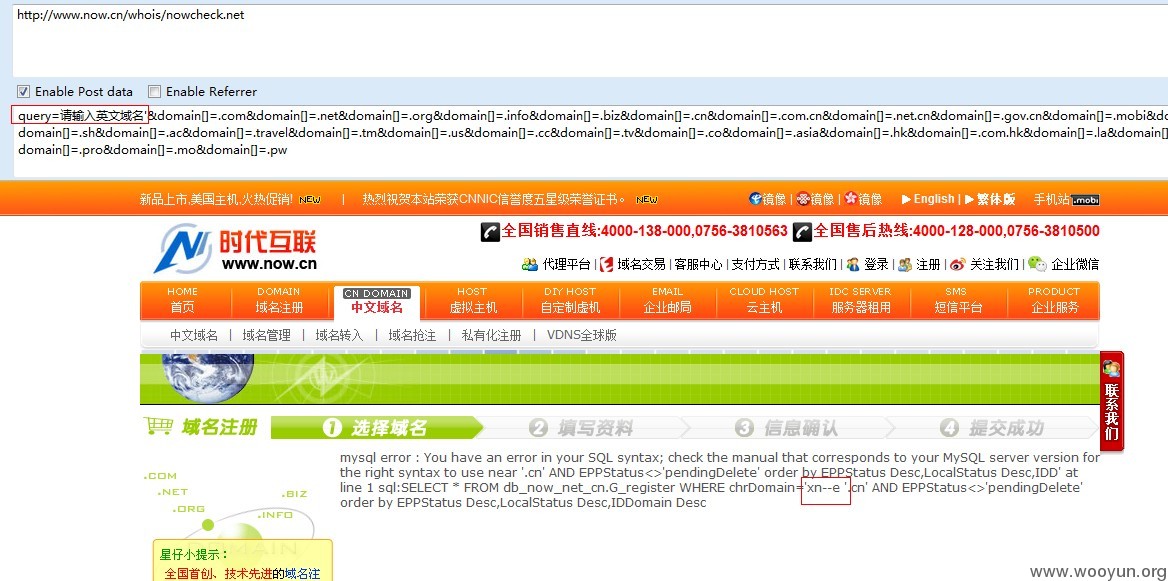 http://www.now.cn/whois/nowcheck.net
Enable Post data Enable Referrer
query=请输入英文域名'&domain[]=.com&domain[]=.net&domain[]=.org&domain[]=.info&domain[]=.biz&domain[]=.cn&domain[]=.com.cn&domain[]=.net.cn&domain[]=.gov.cn&domain[]=.mobi&do
domain[]=.sh&domain[]=.ac&domain[]=.travel&domain[]=.tm&domain[]=.us&domain[]=.cc&domain[]=.tv&domain[]=.co&domain[]=.asia&domain[]=.hk&domain[]=.com.hk&domain[]=.la&domain[]
domain[]=.pro&domain[]=.mo&domain[]=.pw
新品上市,美国主机,火热促销! NEW | 热烈祝贺本站荣获CNNIC信誉度五星级荣誉证书。 NEW 镜像 | 镜像 | 镜像 ▶English | ▶繁体版 手机站.mobi
时代互联
www.now.cn
全国销售直线:4000-138-000,0756-3810563 全国售后热线:4000-128-000,0756-3810500
代理平台 | 域名交易 | 客服中心 | 支付方式 | 联系我们 | 登录 注册 关注我们 企业微信
HOME DOMAIN CN DOMAIN HOST DIY HOST EMAIL CLOUD HOST IDC SERVER SMS PRODUCT
首页 域名注册 中文域名 虚拟主机 自定制虚机 企业邮局 云主机 服务器租用 短信平台 企业服务
中文域名 | 域名管理 | 域名转入 | 域名抢注 | 私有化注册 | VDNS全球版
联系我们
域名注册 1 选择域名 2 填写资料 3 信息确认 4 提交成功
mysql error : You have an error in your SQL syntax; check the manual that corresponds to your MySQL server version for
the right syntax to use near '.cn' AND EPPStatus<>'pendingDelete' order by EPPStatus Desc,LocalStatus Desc,IDD' at
line 1 sql:SELECT * FROM db_now_net_cn.G_register WHERE chrDomain='xn--e '.cn' AND EPPStatus<>'pendingDelete'
order by EPPStatus Desc,LocalStatus Desc,IDDomain Desc
.COM
.NET
.BIZ
.ORG
.INFO
DOMAIN
星仔小提示：
全国首创、技术先进的域名注
www.wooyun.org